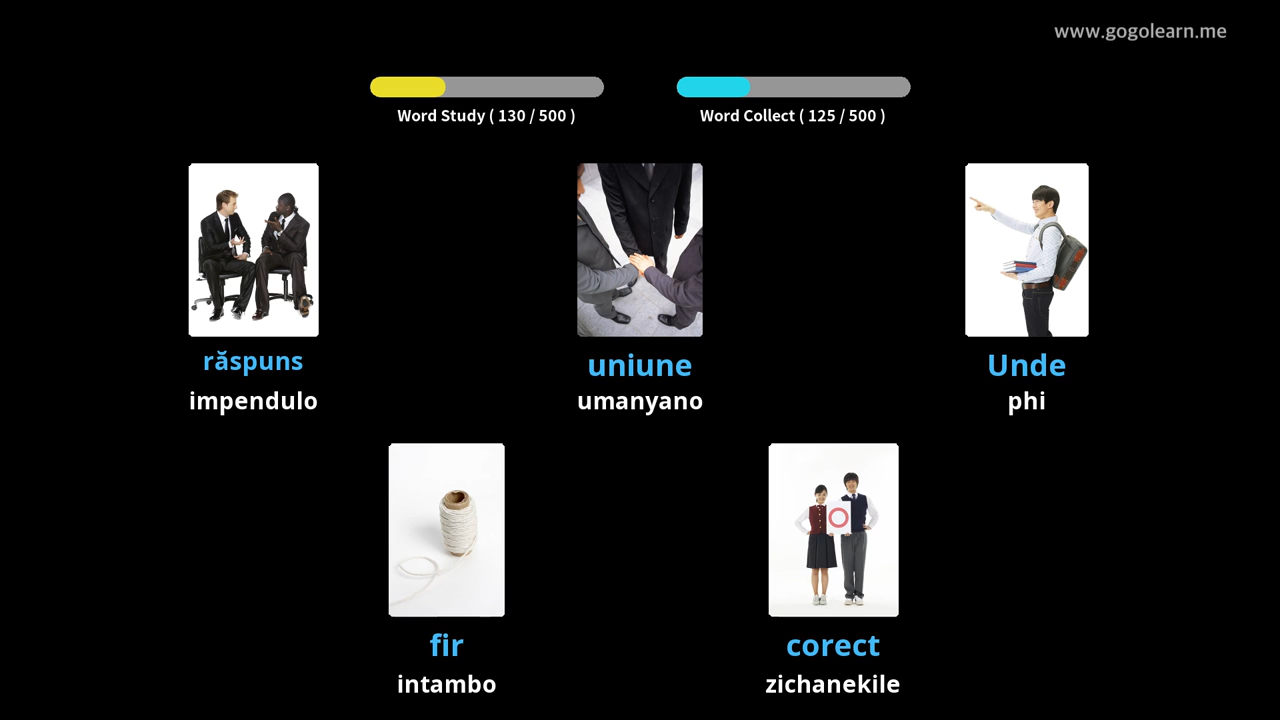 www.gogolearn.me
Word Study ( 130 / 500 )
Word Collect ( 125 / 500 )
răspuns
uniune
Unde
impendulo
umanyano
phi
fir
corect
intambo
zichanekile